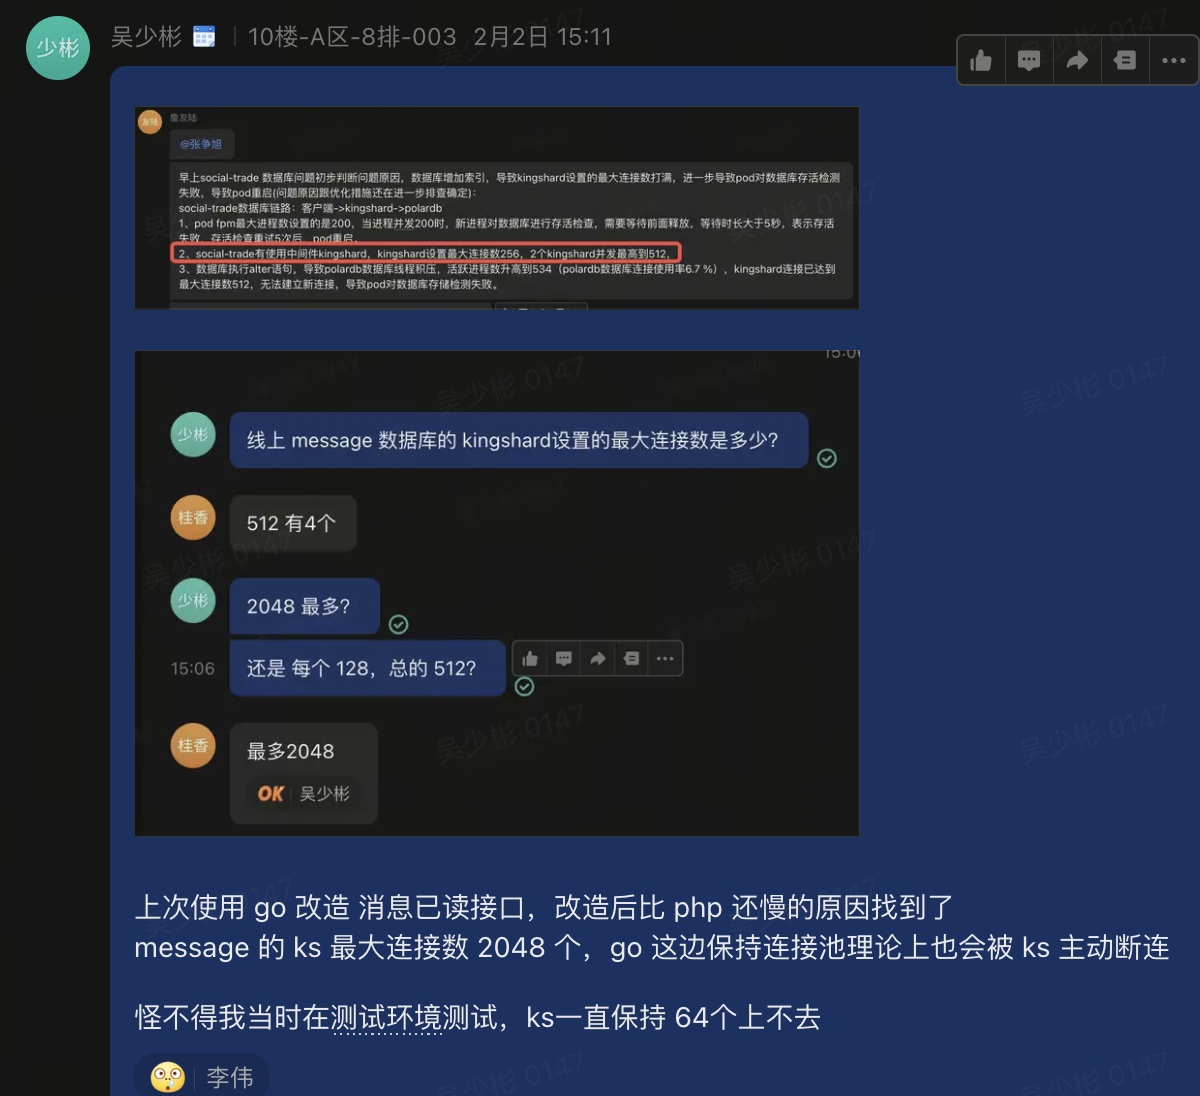 少彬
吴少彬 | 10楼-A区-8排-003 2月2日 15:11
友陆
詹友陆
@张争旭
早上social-trade 数据库问题初步判断问题原因，数据库增加索引，导致kingshard设置的最大连接数打满，进一步导致pod对数据库存活检测
失败，导致pod重启(问题原因跟优化措施还在进一步排查确定)：
social-trade数据库链路：客户端->kingshard->polardb
1、pod fpm最大进程数设置的是200，当进程并发200时，新进程对数据库进行存活检查，需要等待前面释放，等待时长大于5秒，表示存活
失败，存活检查重试5次后，pod重启。
2、social-trade有使用中间件kingshard，kingshard设置最大连接数256，2个kingshard并发最高到512，
3、数据库执行alter语句，导致polardb数据库线程积压，活跃进程数升高到534（polardb数据库连接使用率6.7 %），kingshard连接已达到
最大连接数512，无法建立新连接，导致pod对数据库存储检测失败。
少彬
线上 message 数据库的 kingshard设置的最大连接数是多少?
桂香
512 有4个
少彬
2048 最多?
15:06
还是 每个 128，总的 512?
桂香
最多2048
OK | 吴少彬
上次使用 go 改造 消息已读接口，改造后比 php 还慢的原因找到了
message 的 ks 最大连接数 2048 个，go 这边保持连接池理论上也会被 ks 主动断连
怪不得我当时在测试环境测试，ks一直保持 64个上不去
李伟
吴少彬 0147